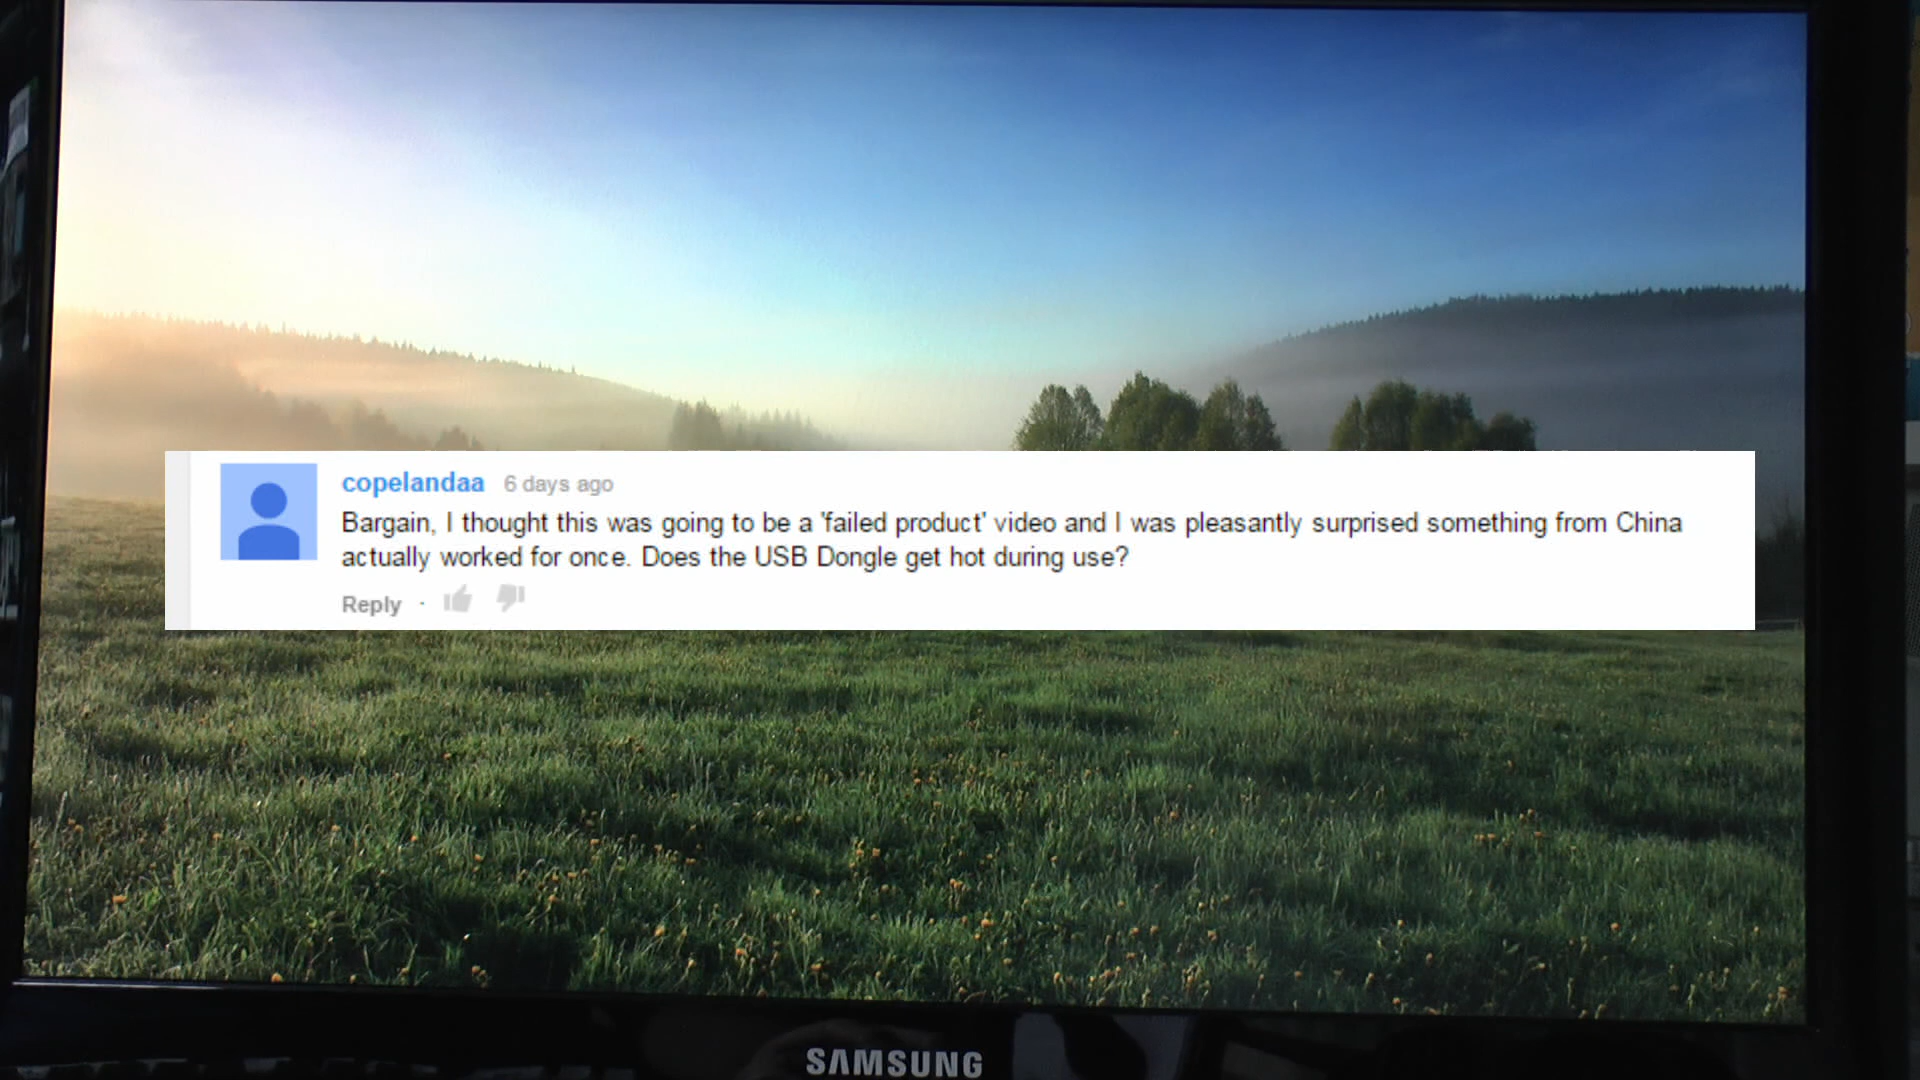 copelandaa 6 days ago
Bargain, I thought this was going to be a 'failed product' video and I was pleasantly surprised something from China
actually worked for once. Does the USB Dongle get hot during use?
Reply ·
SAMSUNG